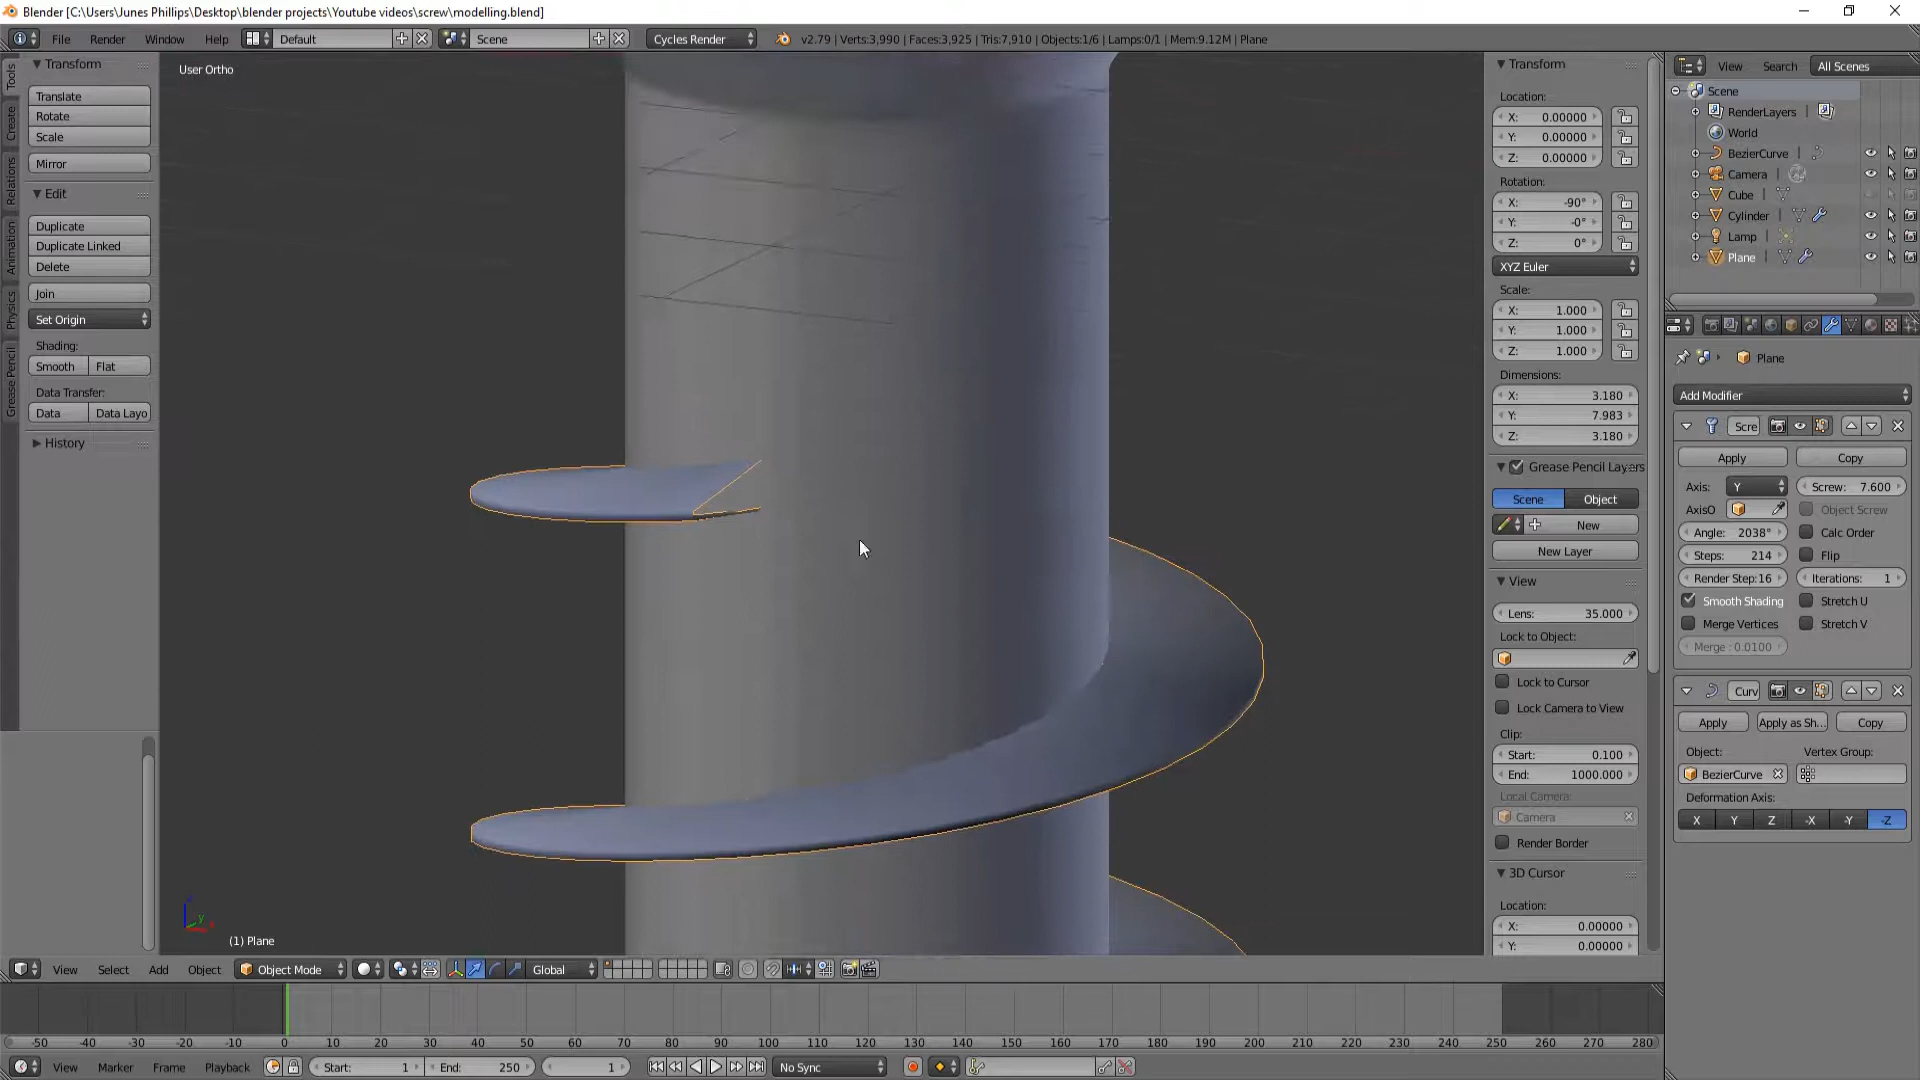 Blender [C:\Users\Junes Phillips\Desktop\blender projects\Youtube videos\screw\modelling.blend]
File Render Window Help Default Scene Cycles Render v2.79 | Verts:3,990 | Faces:3,925 | Tris:7,910 | Objects:1/6 | Lamps:0/1 | Mem:9.12M | Plane
Tools
Create
Relations
Animation
Physics
Grease Pencil
Transform
Translate
Rotate
Scale
Mirror
Edit
Duplicate
Duplicate Linked
Delete
Join
Set Origin
Shading:
Smooth Flat
Data Transfer:
Data Data Layo
History
User Ortho
(1) Plane
Transform
Location:
X: 0.00000
Y: 0.00000
Z: 0.00000
Rotation:
X: -90°
Y: -0°
Z: 0°
XYZ Euler
Scale:
X: 1.000
Y: 1.000
Z: 1.000
Dimensions:
X: 3.180
Y: 7.983
Z: 3.180
Grease Pencil Layers
Scene Object
New
New Layer
View
Lens: 35.000
Lock to Object:
Lock to Cursor
Lock Camera to View
Clip:
Start: 0.100
End: 1000.000
Local Camera:
Camera
Render Border
3D Cursor
Location:
X: 0.00000
Y: 0.00000
View Search All Scenes
Scene
RenderLayers
World
BezierCurve
Camera
Cube
Cylinder
Lamp
Plane
Plane
Add Modifier
Scre
Apply Copy
Axis: Y Screw: 7.600
AxisO Object Screw
Angle: 2038° Calc Order
Steps: 214 Flip
Render Step:16 Iterations: 1
Smooth Shading Stretch U
Merge Vertices Stretch V
Merge : 0.0100
Curv
Apply Apply as Sh... Copy
Object: Vertex Group:
BezierCurve
Deformation Axis:
X Y Z -X -Y -Z
View Select Add Object Object Mode Global
-50 -40 -30 -20 -10 0 10 20 30 40 50 60 70 80 90 100 110 120 130 140 150 160 170 180 190 200 210 220 230 240 250 260 270 280
View Marker Frame Playback Start: 1 End: 250 1 No Sync